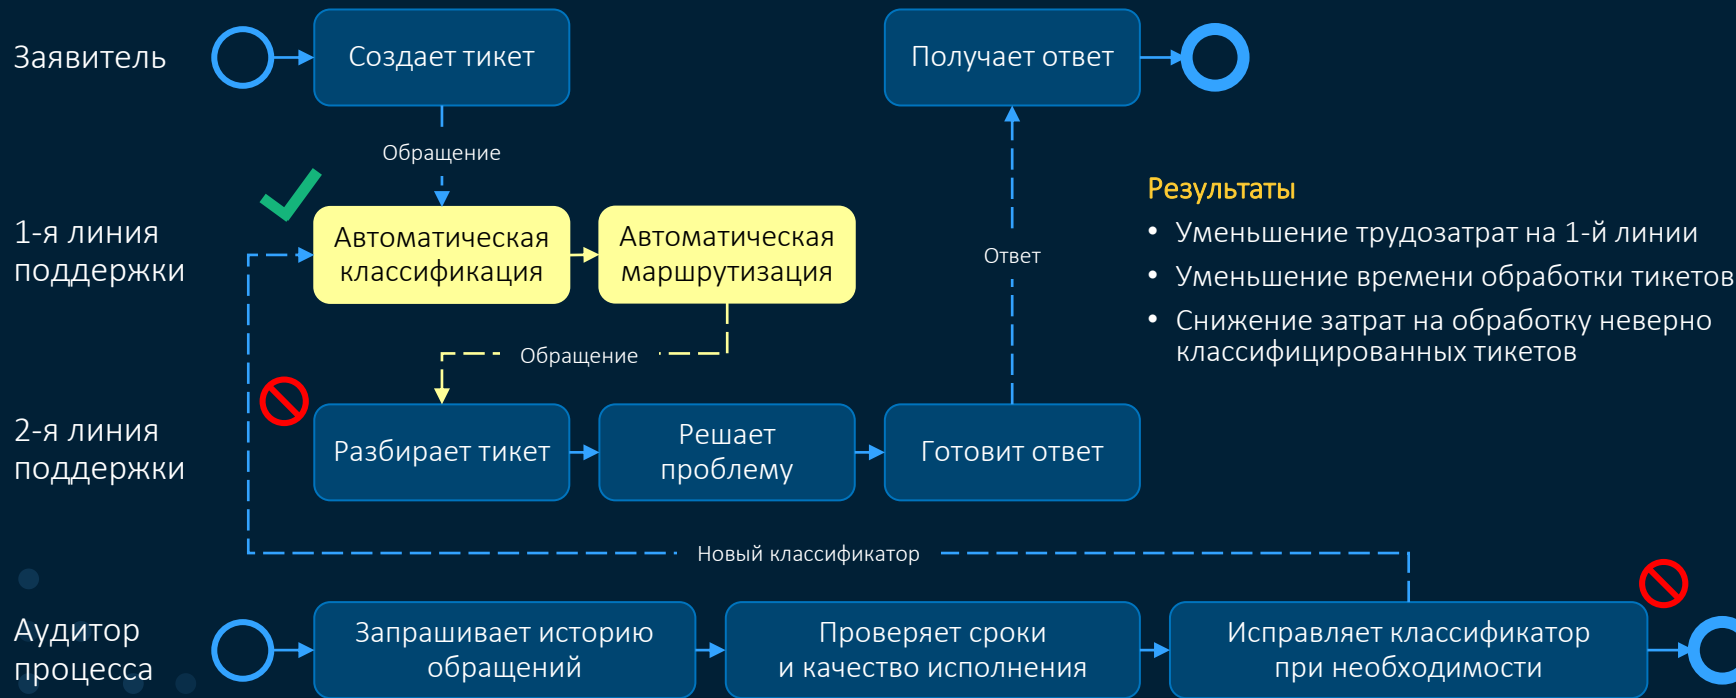 Заявитель
Создает тикет
Получает ответ
Обращение
1-я линия
поддержки
Автоматическая
классификация
Автоматическая
маршрутизация
Ответ
Результаты
• Уменьшение трудозатрат на 1-й линии
• Уменьшение времени обработки тикетов
• Снижение затрат на обработку неверно
классифицированных тикетов
Обращение
2-я линия
поддержки
Разбирает тикет
Решает
проблему
Готовит ответ
Новый классификатор
Аудитор
процесса
Запрашивает историю
обращений
Проверяет сроки
и качество исполнения
Исправляет классификатор
при необходимости